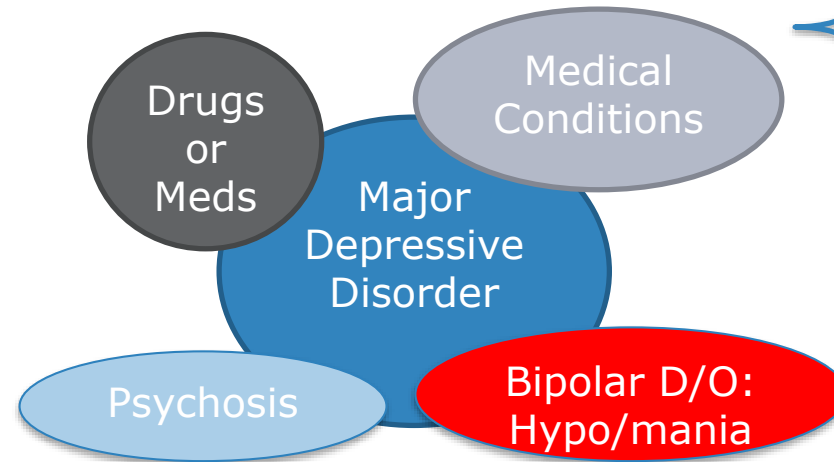 Drugs
or
Meds
Medical
Conditions
Major
Depressive
Disorder
Psychosis
Bipolar D/O:
Hypo/mania